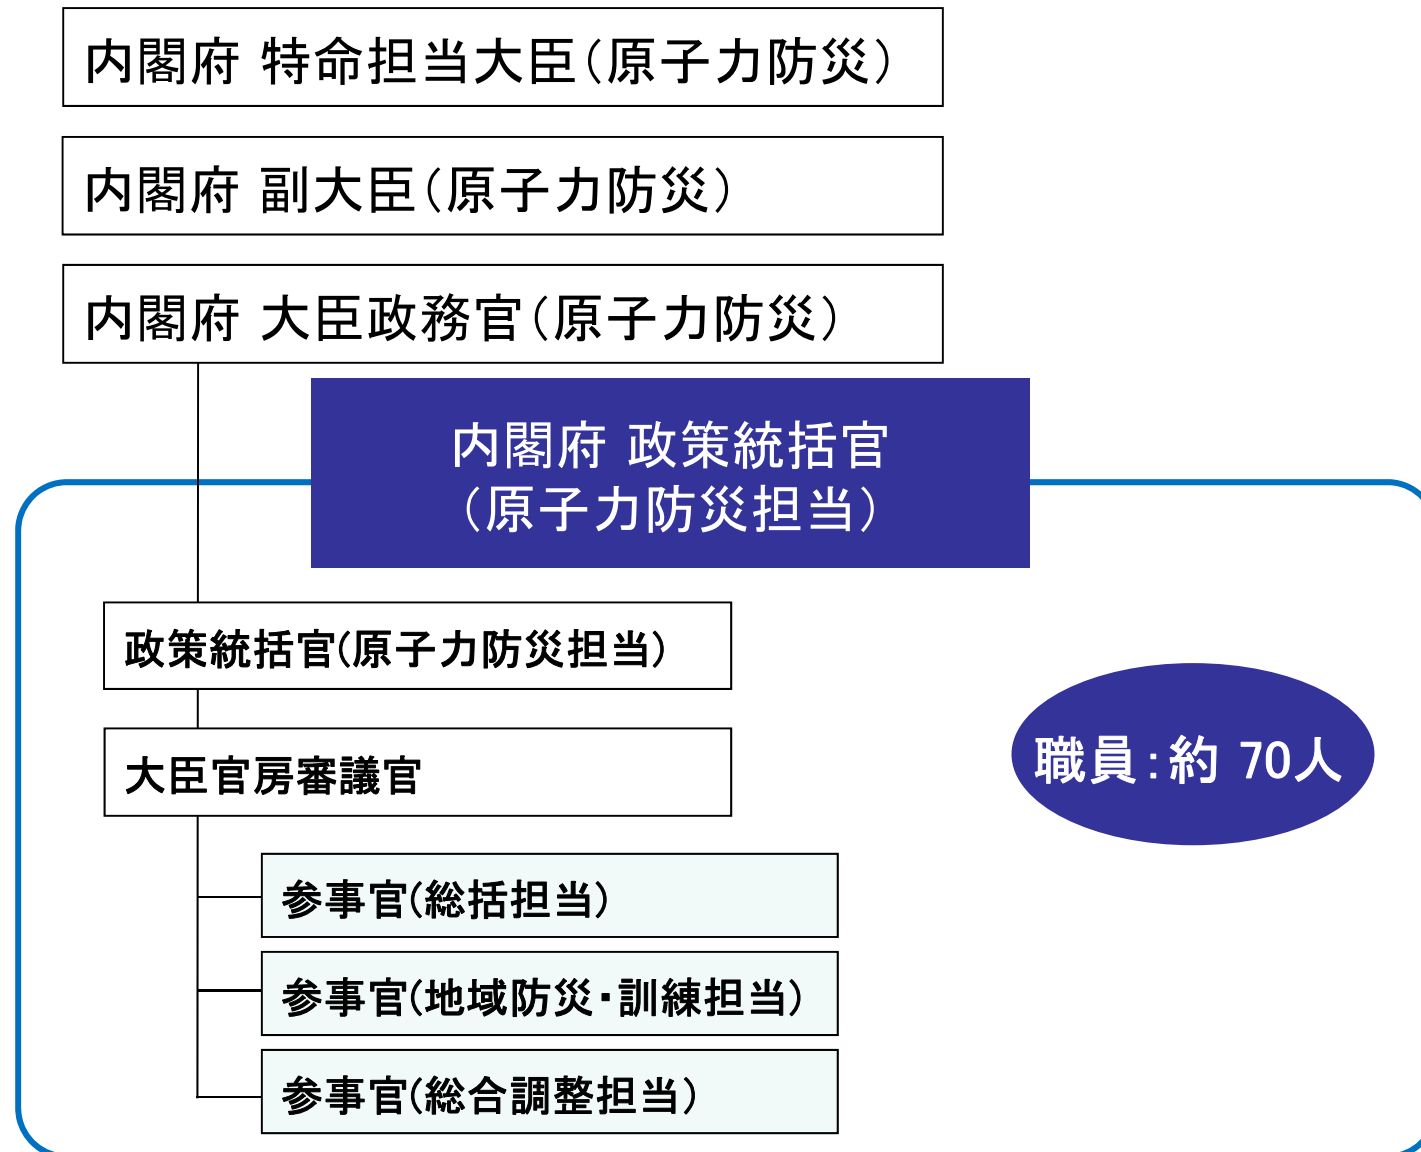 内閣府 特命担当大臣（原子力防災）
内閣府 副大臣（原子力防災）
内閣府 大臣政務官（原子力防災）
内閣府 政策統括官
（原子力防災担当）
政策統括官（原子力防災担当）
大臣官房審議官
職員：約 70人
参事官（総括担当）
参事官（地域防災・訓練担当）
参事官（総合調整担当）